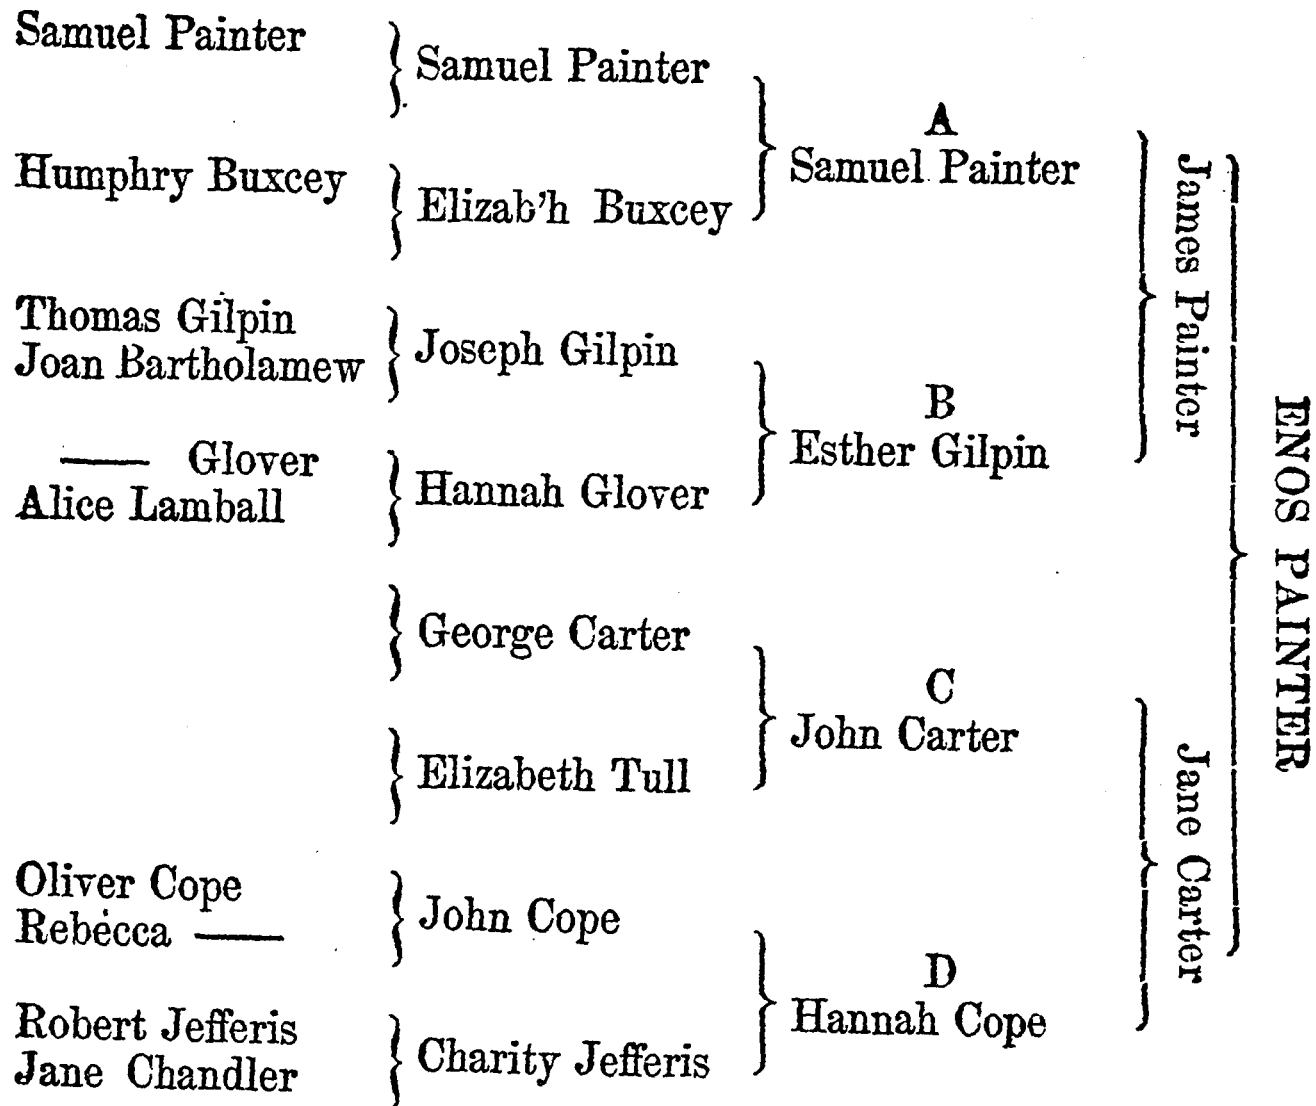 Samuel Painter
Humphry Buxcey
Thomas Gilpin
Joan Bartholamew
—— Glover
Alice Lamball
Oliver Cope
Rebecca ——
Robert Jefferis
Jane Chandler
Samuel Painter
Elizab'h Buxcey
Joseph Gilpin
Hannah Glover
George Carter
Elizabeth Tull
John Cope
Charity Jefferis
A
Samuel Painter
B
Esther Gilpin
C
John Carter
D
Hannah Cope
James Painter
Jane Carter
ENOS PAINTER